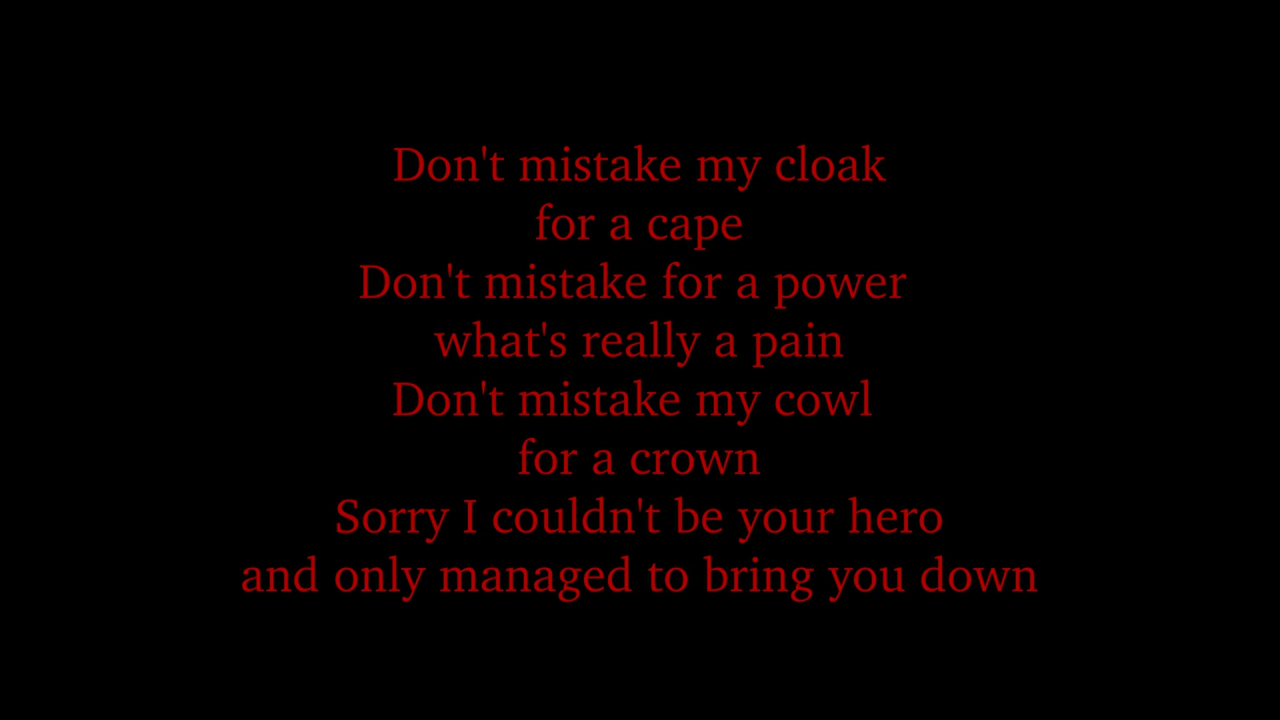 Don't mistake my cloak
for a cape
Don't mistake for a power
what's really a pain
Don't mistake my cowl
for a crown
Sorry I couldn't be your hero
and only managed to bring you down